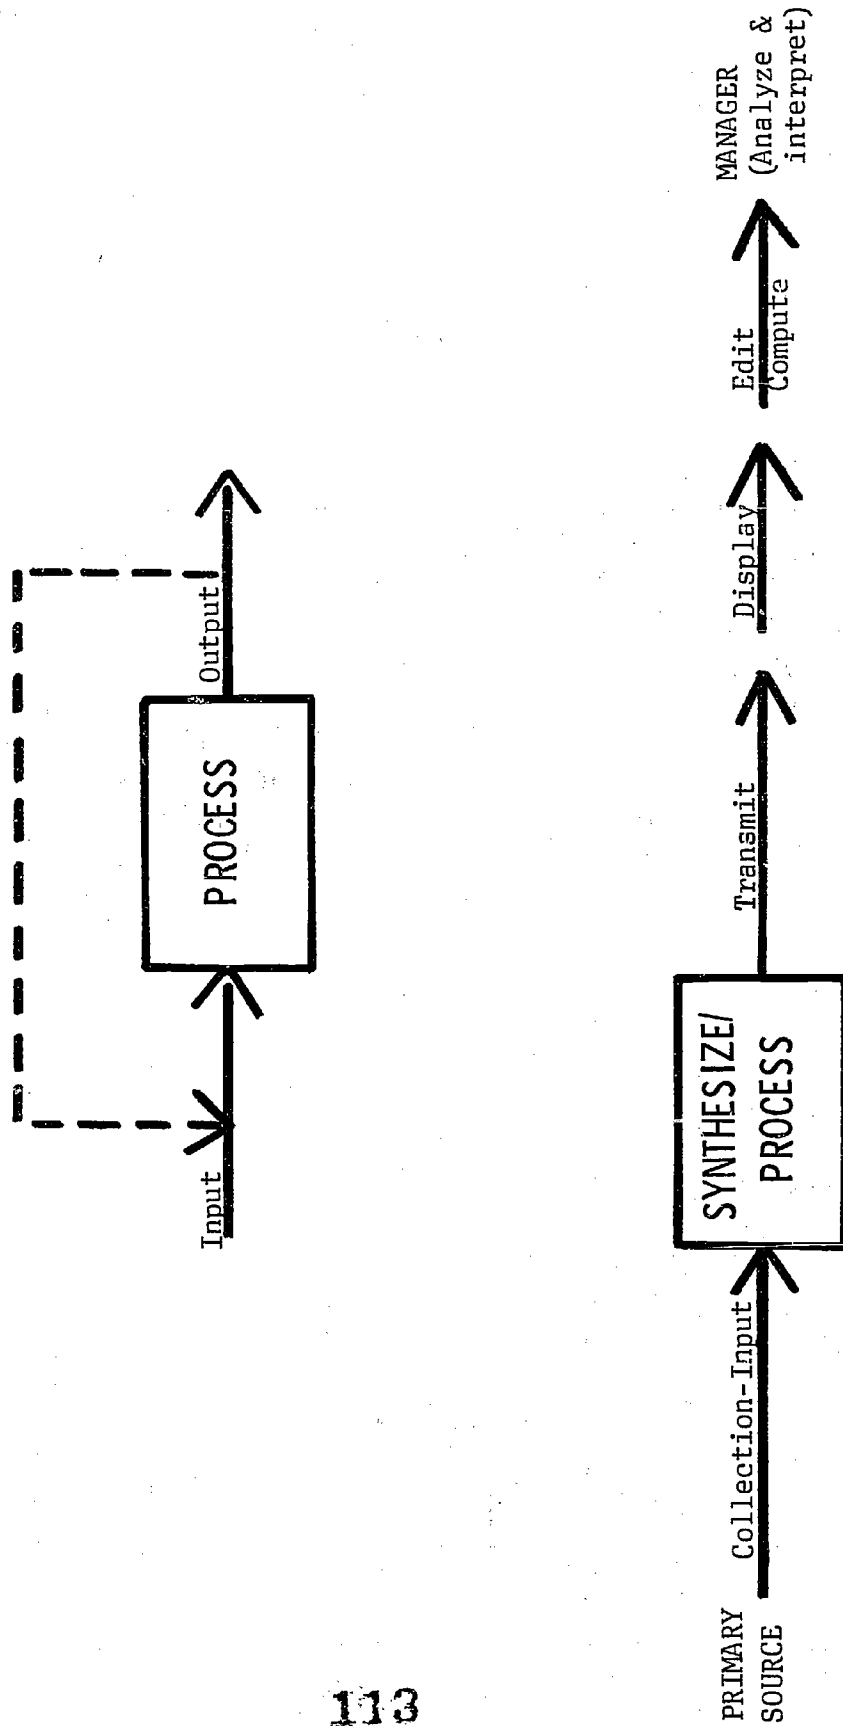 Input
PROCESS
Output
PRIMARY
SOURCE
Collection-Input
SYNTHESIZE/
PROCESS
Transmit
Display
Edit
Compute
MANAGER
(Analyze &
interpret)
113